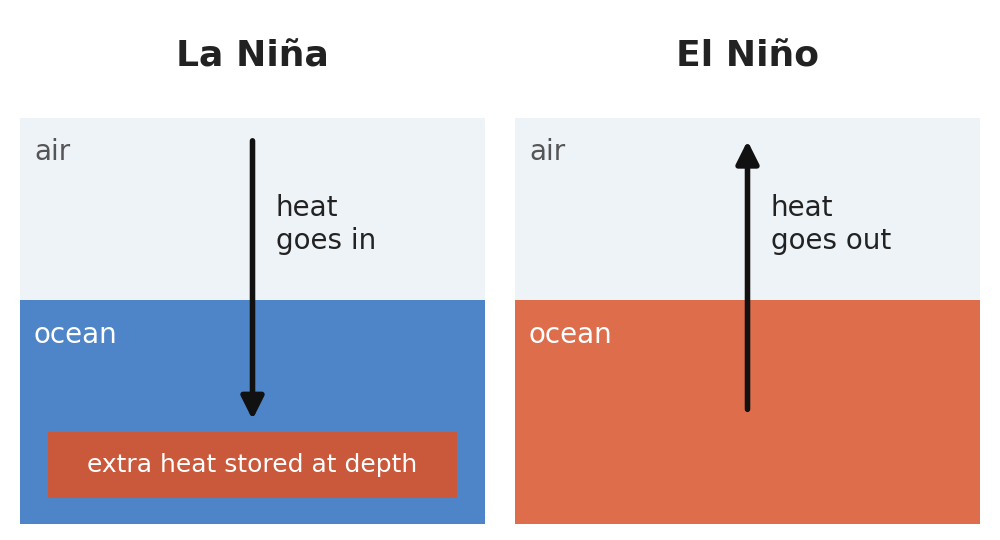 La Niña
air
heat
goes in
ocean
extra heat stored at depth
El Niño
air
heat
goes out
ocean